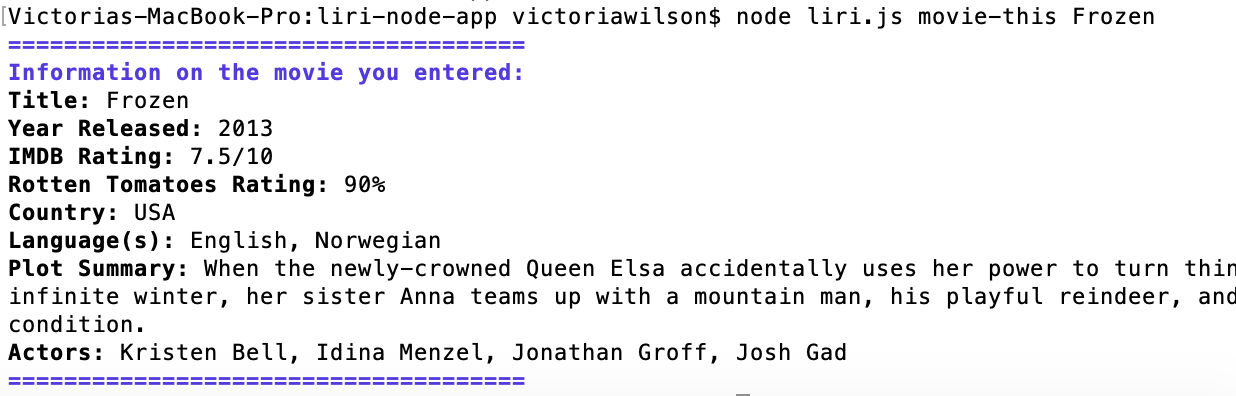 [Victorias-MacBook-Pro:liri-node-app victoriawilson$ node liri.js movie-this Frozen
=====================================
Information on the movie you entered:
Title: Frozen
Year Released: 2013
IMDB Rating: 7.5/10
Rotten Tomatoes Rating: 90%
Country: USA
Language(s): English, Norwegian
Plot Summary: When the newly-crowned Queen Elsa accidentally uses her power to turn thin
infinite winter, her sister Anna teams up with a mountain man, his playful reindeer, and
condition.
Actors: Kristen Bell, Idina Menzel, Jonathan Groff, Josh Gad
=====================================